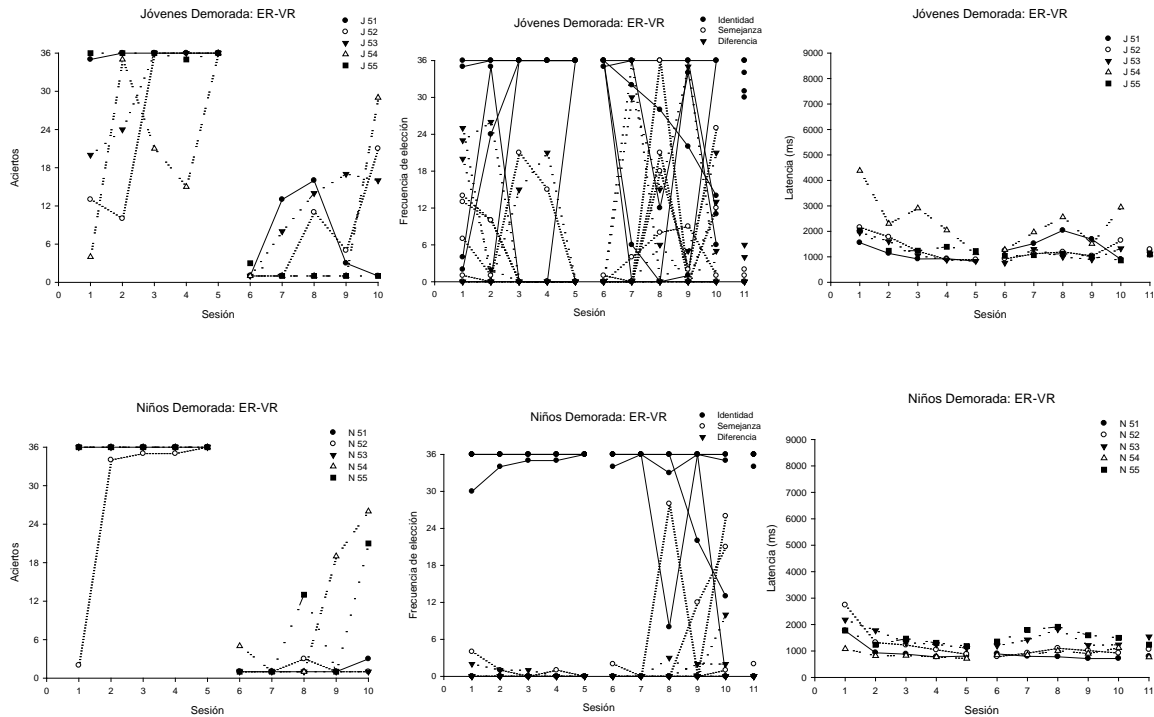 Jóvenes Demorada: ER-VR
J 51
J 52
J 53
J 54
J 55
Aciertos
36
30
24
18
12
6
0
0 1 2 3 4 5 6 7 8 9 10
Sesión
Jóvenes Demorada: ER-VR
Identidad
Semejanza
Diferencia
Frecuencia de elección
36
30
24
18
12
6
0
0 1 2 3 4 5 6 7 8 9 10 11
Sesión
Jóvenes Demorada: ER-VR
J 51
J 52
J 53
J 54
J 55
Latencia (ms)
9000
8000
7000
6000
5000
4000
3000
2000
1000
0
0 1 2 3 4 5 6 7 8 9 10 11
Sesión
Niños Demorada: ER-VR
N 51
N 52
N 53
N 54
N 55
Aciertos
36
30
24
18
12
6
0
0 1 2 3 4 5 6 7 8 9 10
Sesión
Niños Demorada: ER-VR
Identidad
Semejanza
Diferencia
Frecuencia de elección
36
30
24
18
12
6
0
0 1 2 3 4 5 6 7 8 9 10 11
Sesión
Niños Demorada: ER-VR
N 51
N 52
N 53
N 54
N 55
Latencia (ms)
9000
8000
7000
6000
5000
4000
3000
2000
1000
0
0 1 2 3 4 5 6 7 8 9 10 11
Sesión